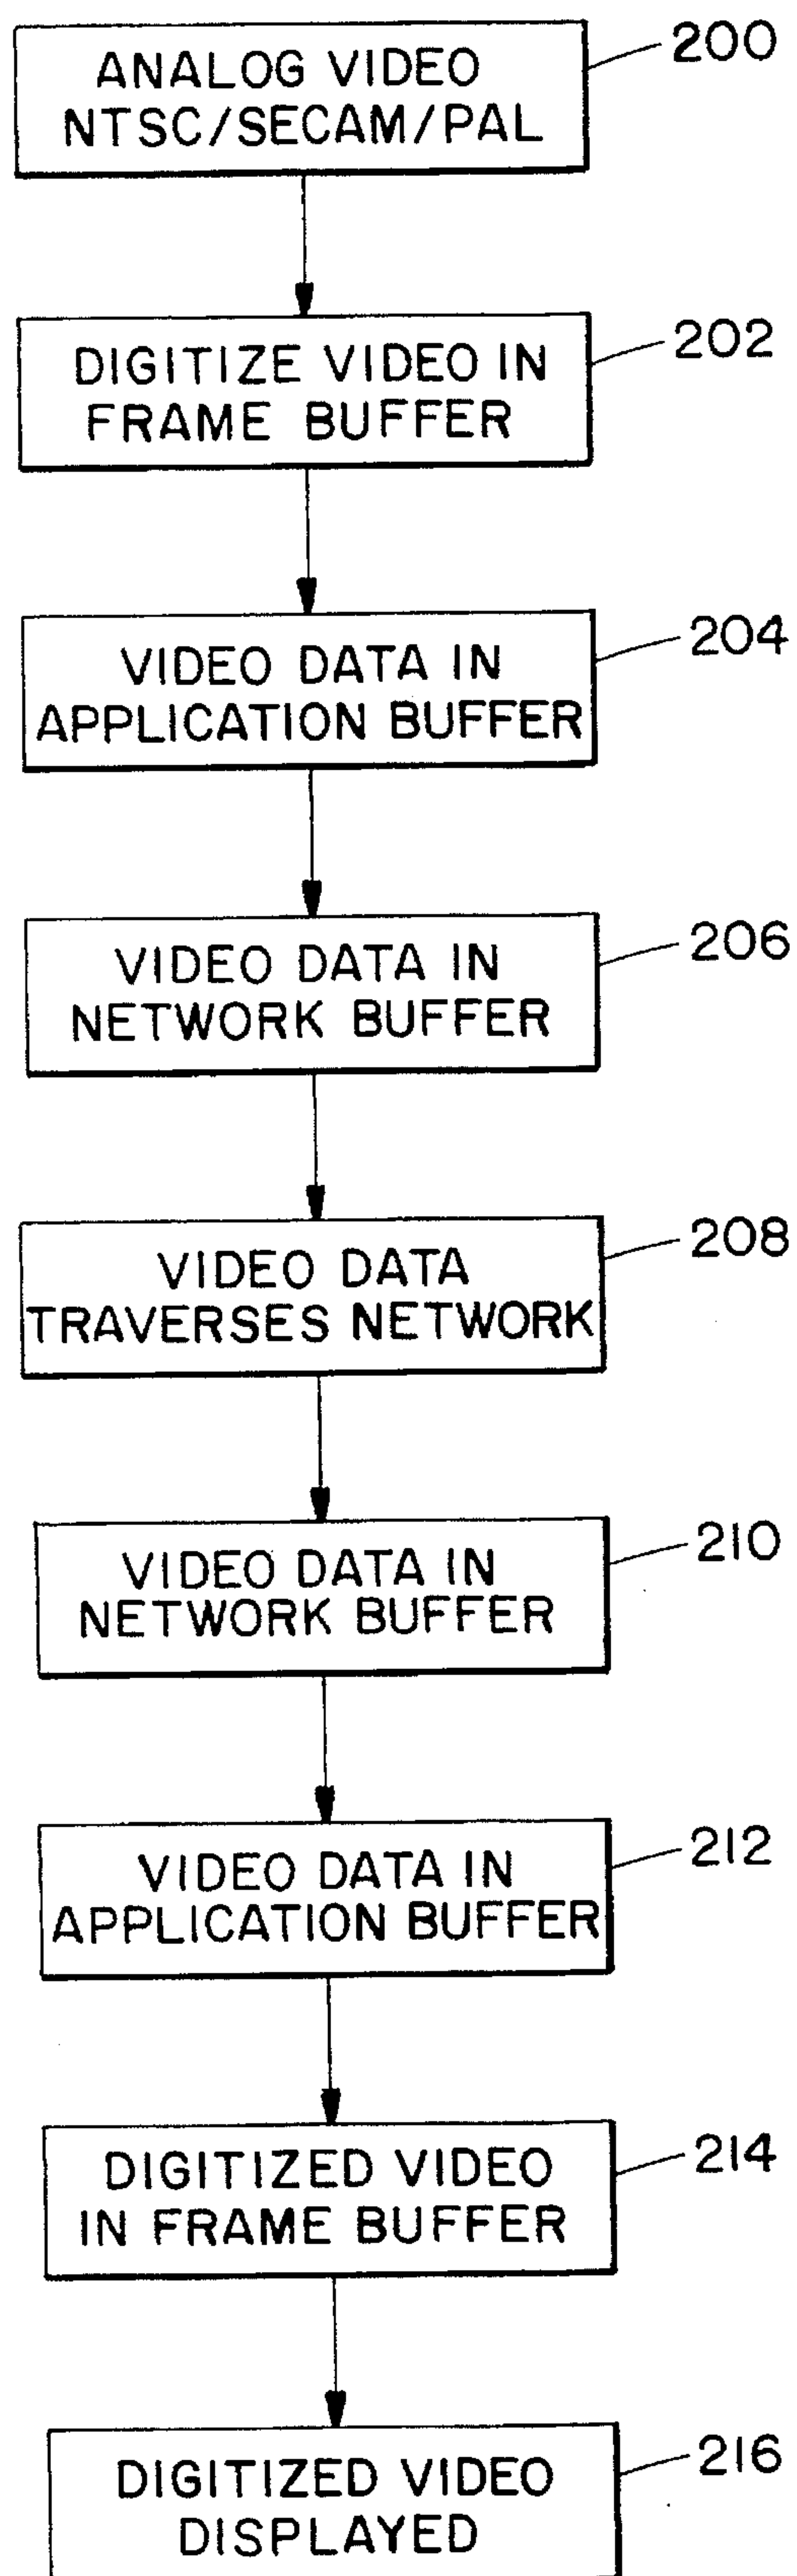 ANALOG VIDEO
NTSC/SECAM/PAL
200
DIGITIZE VIDEO IN
FRAME BUFFER
202
VIDEO DATA IN
APPLICATION BUFFER
204
VIDEO DATA IN
NETWORK BUFFER
206
VIDEO DATA
TRAVERSES NETWORK
208
VIDEO DATA IN
NETWORK BUFFER
210
VIDEO DATA IN
APPLICATION BUFFER
212
DIGITIZED VIDEO
IN FRAME BUFFER
214
DIGITIZED VIDEO
DISPLAYED
216